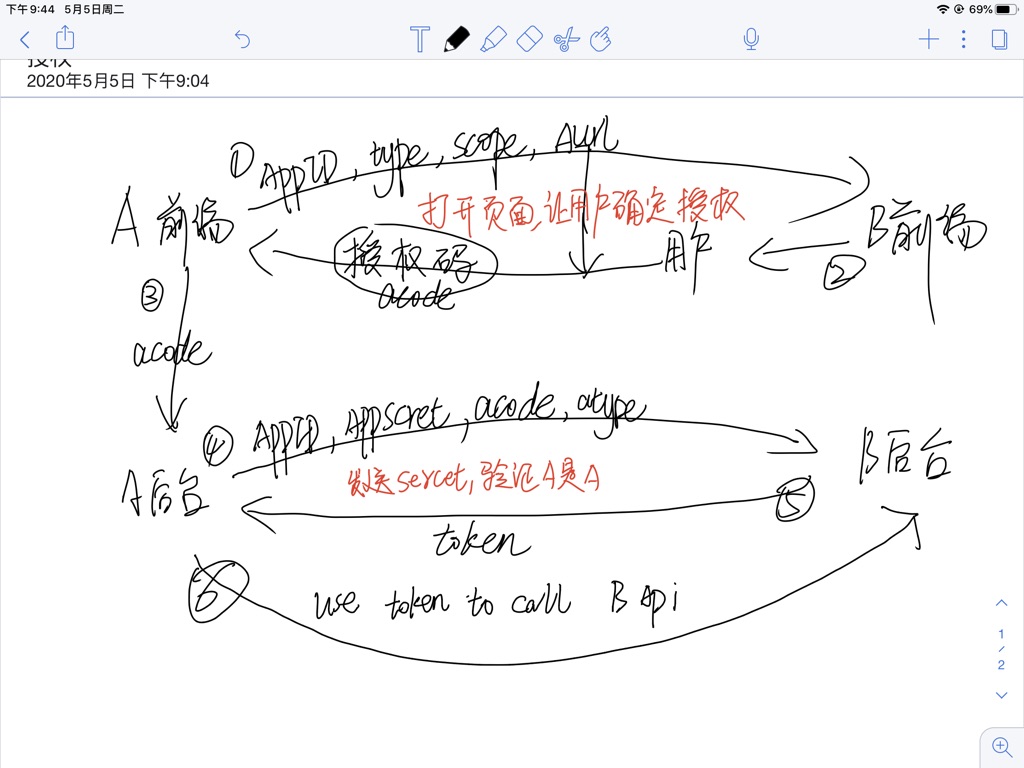 下午9:44 5月5日周二 69%
授权
2020年5月5日 下午9:04
① AppID, type, scope, Aurl
打开页面,让用户确定授权
A 前端
B前端
授权码
acode
用户
②
③
acode
④ AppID, Appscret, acode, atype
A后台
B后台
发送sercet,验证A是A
⑤
token
⑥ use token to call B Api
1
/
2